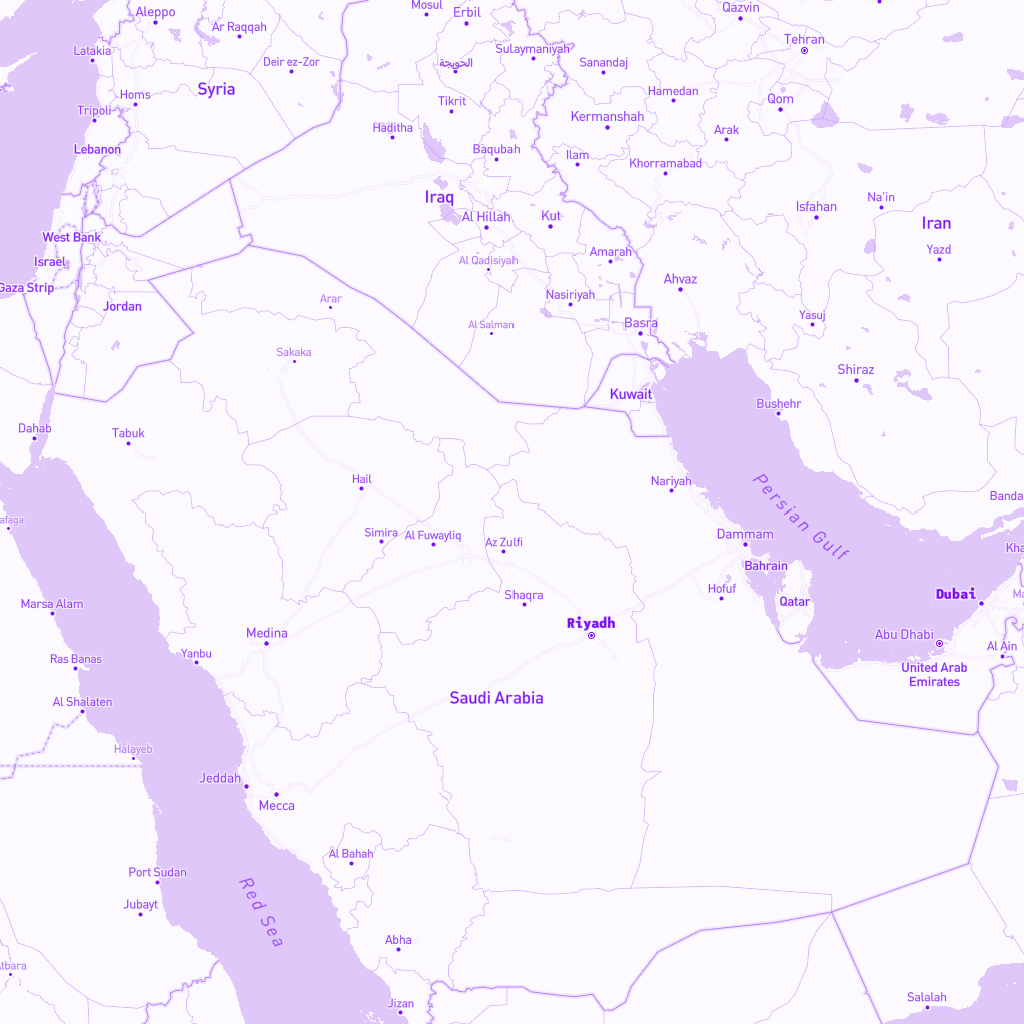 Mosul
Erbil
Qazvin
Aleppo
Ar Raqqah
Tehran
Latakia
Deir ez-Zor
الحويجة
Sulaymaniyah
Sanandaj
Syria
Homs
Tripoli
Tikrit
Hamedan
Qom
Kermanshah
Haditha
Arak
Lebanon
Baqubah
Ilam
Khorramabad
Iraq
Na'in
Isfahan
Al Hillah
Kut
Iran
West Bank
Amarah
Yazd
Israel
Al Qadisiyah
Ahvaz
Gaza Strip
Jordan
Arar
Nasiriyah
Yasuj
Al Salman
Basra
Sakaka
Shiraz
Kuwait
Bushehr
Dahab
Tabuk
Hail
Nariyah
Persian Gulf
Banda
afaga
Simira
Al Fuwayliq
Az Zulfi
Dammam
Kha
Bahrain
Marsa Alam
Shaqra
Hofuf
Qatar
Dubai
Ma
Medina
Riyadh
Abu Dhabi
Al Ain
Ras Banas
Yanbu
United Arab
Emirates
Al Shalaten
Saudi Arabia
Halayeb
Jeddah
Mecca
Al Bahah
Port Sudan
Jubayt
Red Sea
Abha
Atbara
Jizan
Salalah